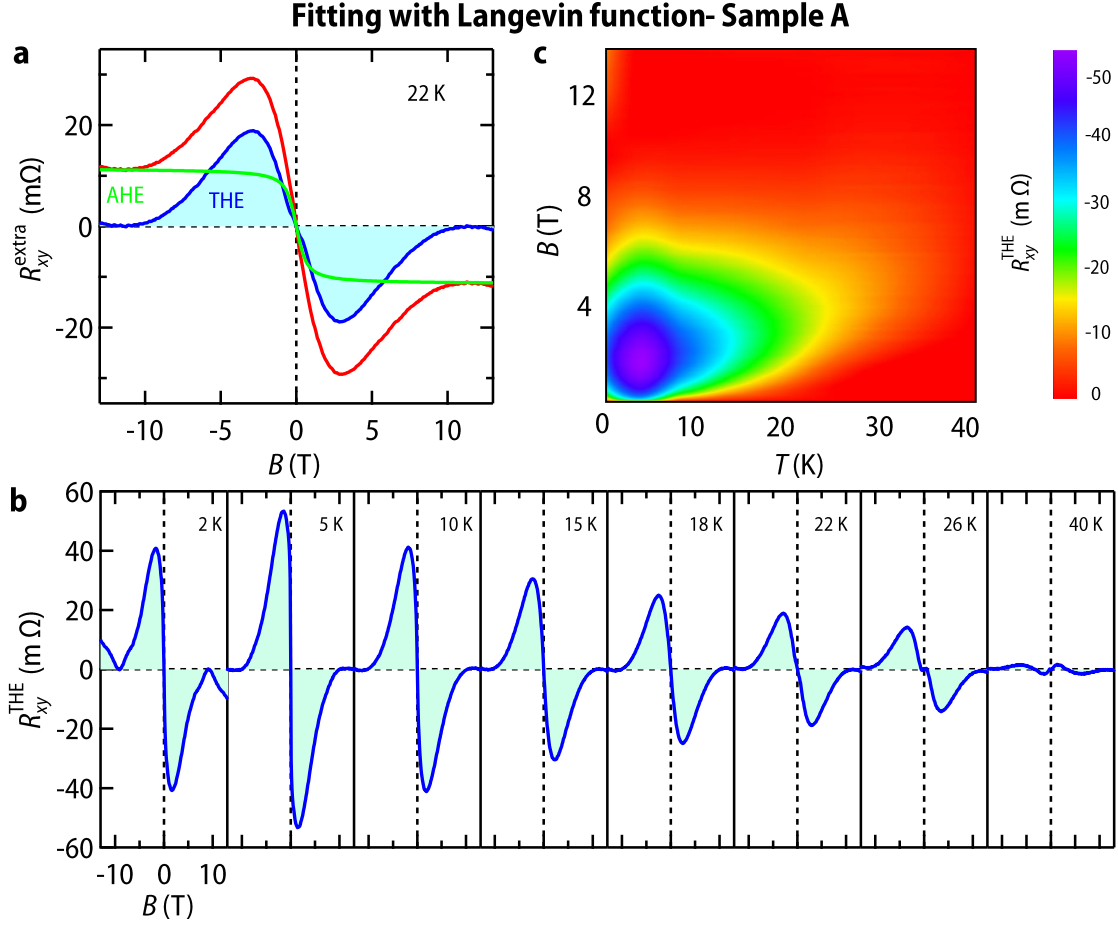 Fitting with Langevin function- Sample A
a
22 K
20
0
-20
R_xy^extra (mΩ)
AHE
THE
-10 -5 0 5 10
B (T)
c
12
8
4
B (T)
0 10 20 30 40
T (K)
-50
-40
-30
-20
-10
0
R_xy^THE (m Ω)
b
60
40
20
0
-20
-40
-60
R_xy^THE (m Ω)
2 K 5 K 10 K 15 K 18 K 22 K 26 K 40 K
-10 0 10
B (T)